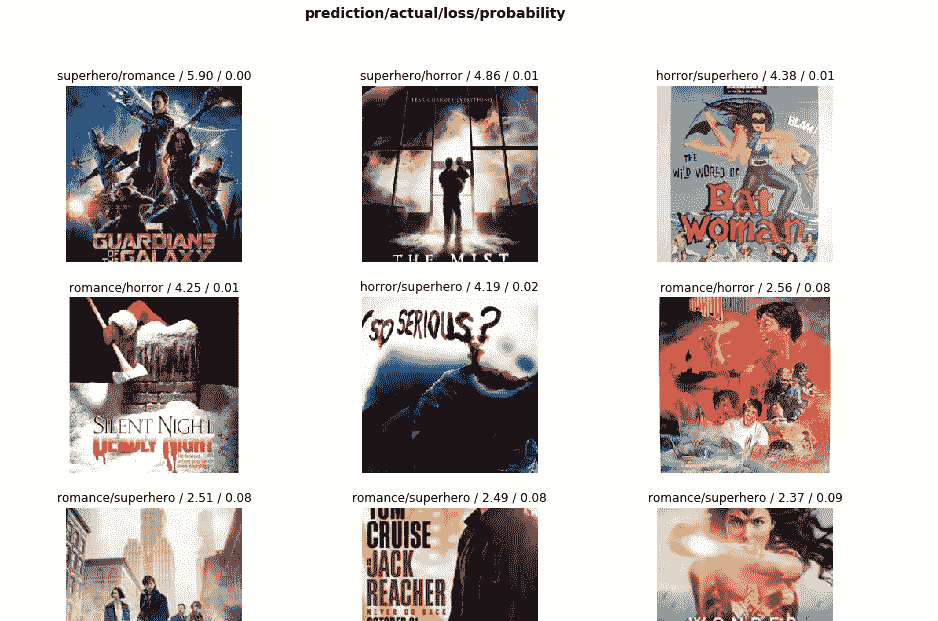 prediction/actual/loss/probability
superhero/romance / 5.90 / 0.00
superhero/horror / 4.86 / 0.01
horror/superhero / 4.38 / 0.01
MARVEL
GUARDIANS
OF THE
GALAXY
FEAR CHANGES EVERYTHING
THE MIST
BLAM!
THE
WILD WORLD OF
Bat
Woman
romance/horror / 4.25 / 0.01
horror/superhero / 4.19 / 0.02
romance/horror / 2.56 / 0.08
SILENT NIGHT
DEADLY NIGHT
SO SERIOUS?
romance/superhero / 2.51 / 0.08
romance/superhero / 2.49 / 0.08
romance/superhero / 2.37 / 0.09
TOM
CRUISE
JACK
REACHER
NEVER GO BACK
OCTOBER 21
WONDER